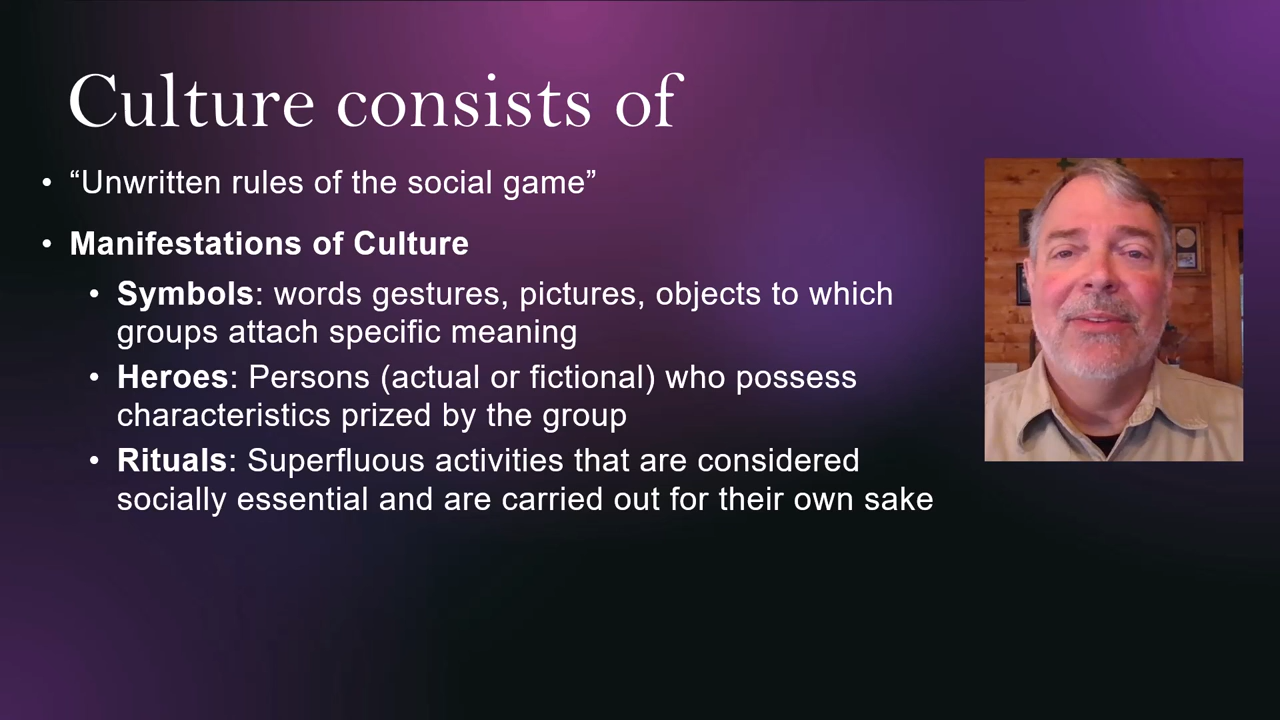 Culture consists of
• “Unwritten rules of the social game”
• Manifestations of Culture
• Symbols: words gestures, pictures, objects to which
groups attach specific meaning
• Heroes: Persons (actual or fictional) who possess
characteristics prized by the group
• Rituals: Superfluous activities that are considered
socially essential and are carried out for their own sake